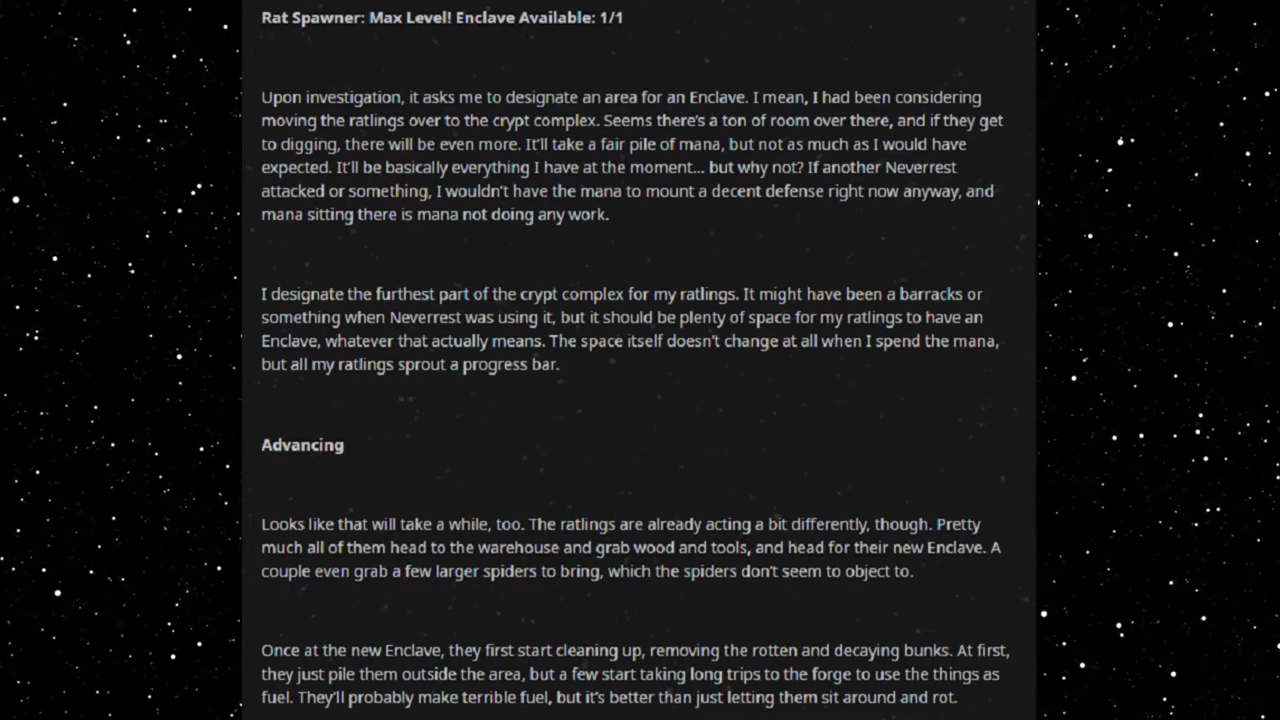 Rat Spawner: Max Level! Enclave Available: 1/1
Upon investigation, it asks me to designate an area for an Enclave. I mean, I had been considering
moving the ratlings over to the crypt complex. Seems there's a ton of room over there, and if they get
to digging, there will be even more. It'll take a fair pile of mana, but not as much as I would have
expected. It'll be basically everything I have at the moment... but why not? If another Neverrest
attacked or something, I wouldn't have the mana to mount a decent defense right now anyway, and
mana sitting there is mana not doing any work.
I designate the furthest part of the crypt complex for my ratlings. It might have been a barracks or
something when Neverrest was using it, but it should be plenty of space for my ratlings to have an
Enclave, whatever that actually means. The space itself doesn't change at all when I spend the mana,
but all my ratlings sprout a progress bar.
Advancing
Looks like that will take a while, too. The ratlings are already acting a bit differently, though. Pretty
much all of them head to the warehouse and grab wood and tools, and head for their new Enclave. A
couple even grab a few larger spiders to bring, which the spiders don't seem to object to.
Once at the new Enclave, they first start cleaning up, removing the rotten and decaying bunks. At first,
they just pile them outside the area, but a few start taking long trips to the forge to use the things as
fuel. They'll probably make terrible fuel, but it's better than just letting them sit around and rot.